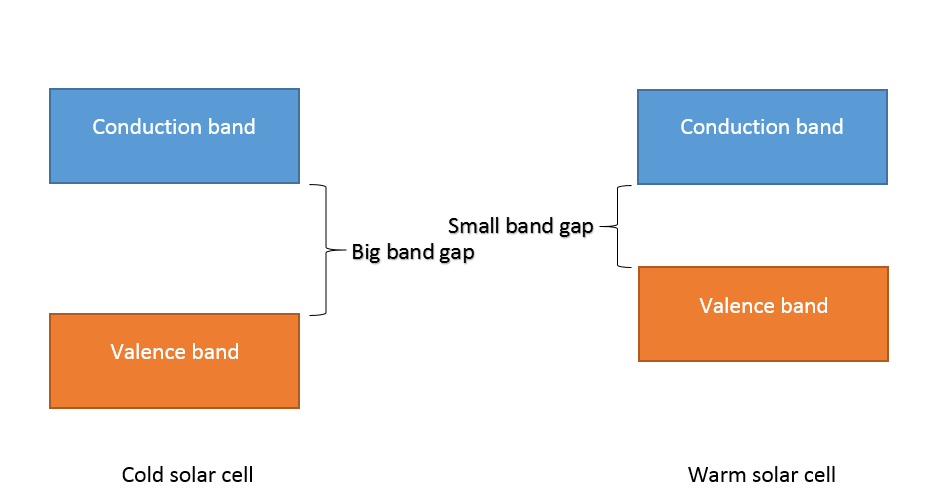 Conduction band
Conduction band
Small band gap
Big band gap
Valence band
Valence band
Cold solar cell
Warm solar cell